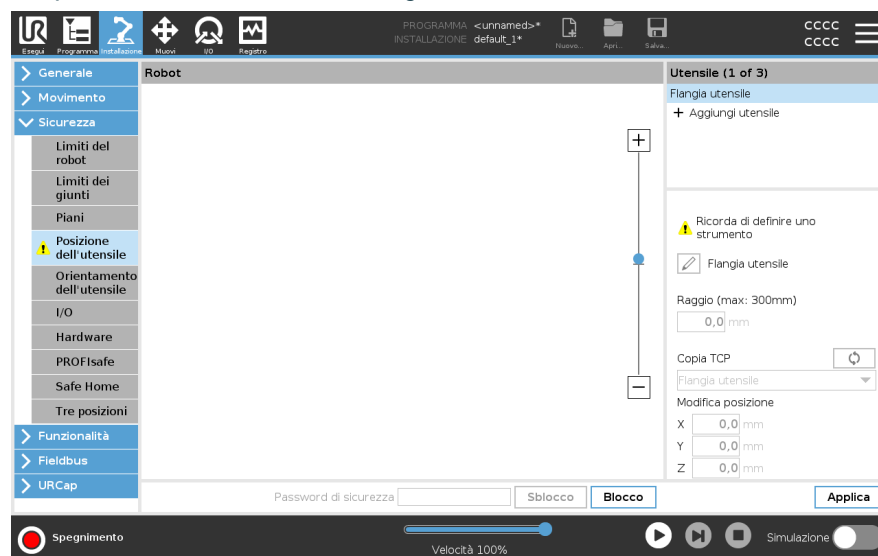 PROGRAMMA <unnamed>*
INSTALLAZIONE default_1*
Esegui
Programma
Installazione
Muovi
I/O
Registro
Nuovo...
Apri...
Salva...
cccc
cccc
Generale
Movimento
Sicurezza
Limiti del
robot
Limiti dei
giunti
Piani
Posizione
dell'utensile
Orientamento
dell'utensile
I/O
Hardware
PROFIsafe
Safe Home
Tre posizioni
Funzionalità
Fieldbus
URCap
Robot
Password di sicurezza
Sblocco
Blocco
Utensile (1 of 3)
Flangia utensile
+ Aggiungi utensile
Ricorda di definire uno
strumento
Flangia utensile
Raggio (max: 300mm)
0,0 mm
Copia TCP
Flangia utensile
Modifica posizione
X 0,0 mm
Y 0,0 mm
Z 0,0 mm
Applica
Spegnimento
Velocità 100%
Simulazione